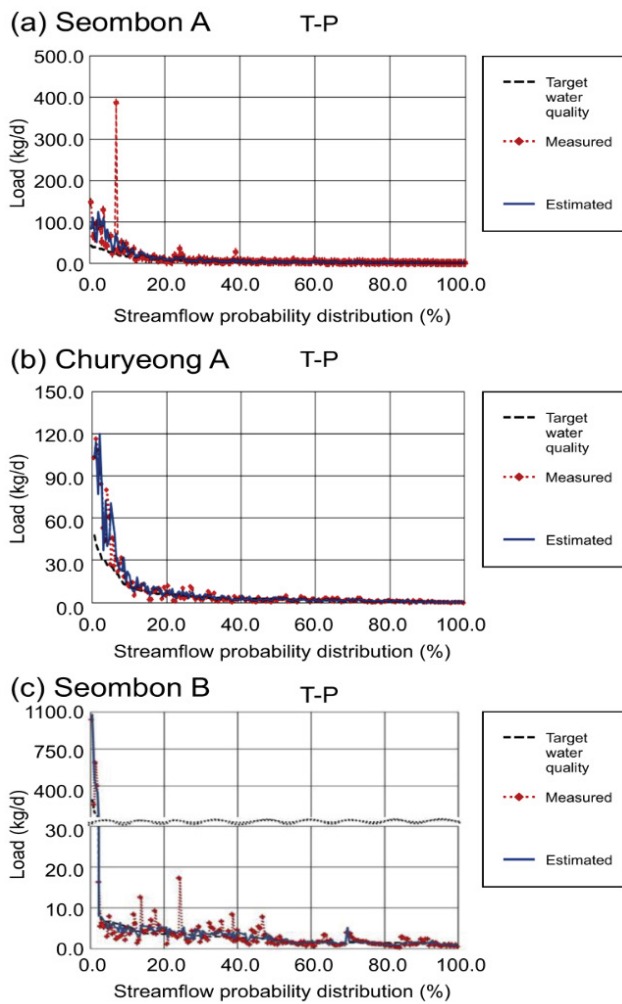 (a) Seombon A T-P
500.0
400.0
300.0
200.0
100.0
0.0
Load (kg/d)
0.0 20.0 40.0 60.0 80.0 100.0
Streamflow probability distribution (%)
Target
water
quality
Measured
Estimated
(b) Churyeong A T-P
150.0
120.0
90.0
60.0
30.0
0.0
Load (kg/d)
0.0 20.0 40.0 60.0 80.0 100.0
Streamflow probability distribution (%)
Target
water
quality
Measured
Estimated
(c) Seombon B T-P
1100.0
750.0
400.0
30.0
20.0
10.0
0.0
Load (kg/d)
0.0 20.0 40.0 60.0 80.0 100.0
Streamflow probability distribution (%)
Target
water
quality
Measured
Estimated